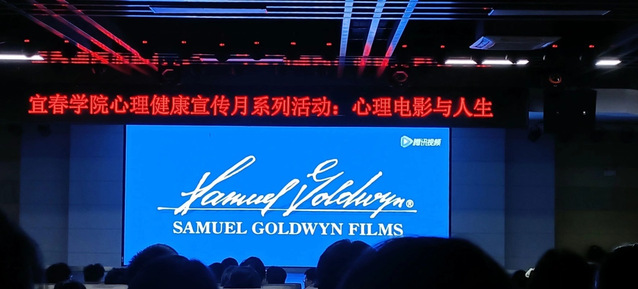 宜春学院心理健康宣传月系列活动：心理电影与人生
腾讯视频
Samuel Goldwyn®
SAMUEL GOLDWYN FILMS